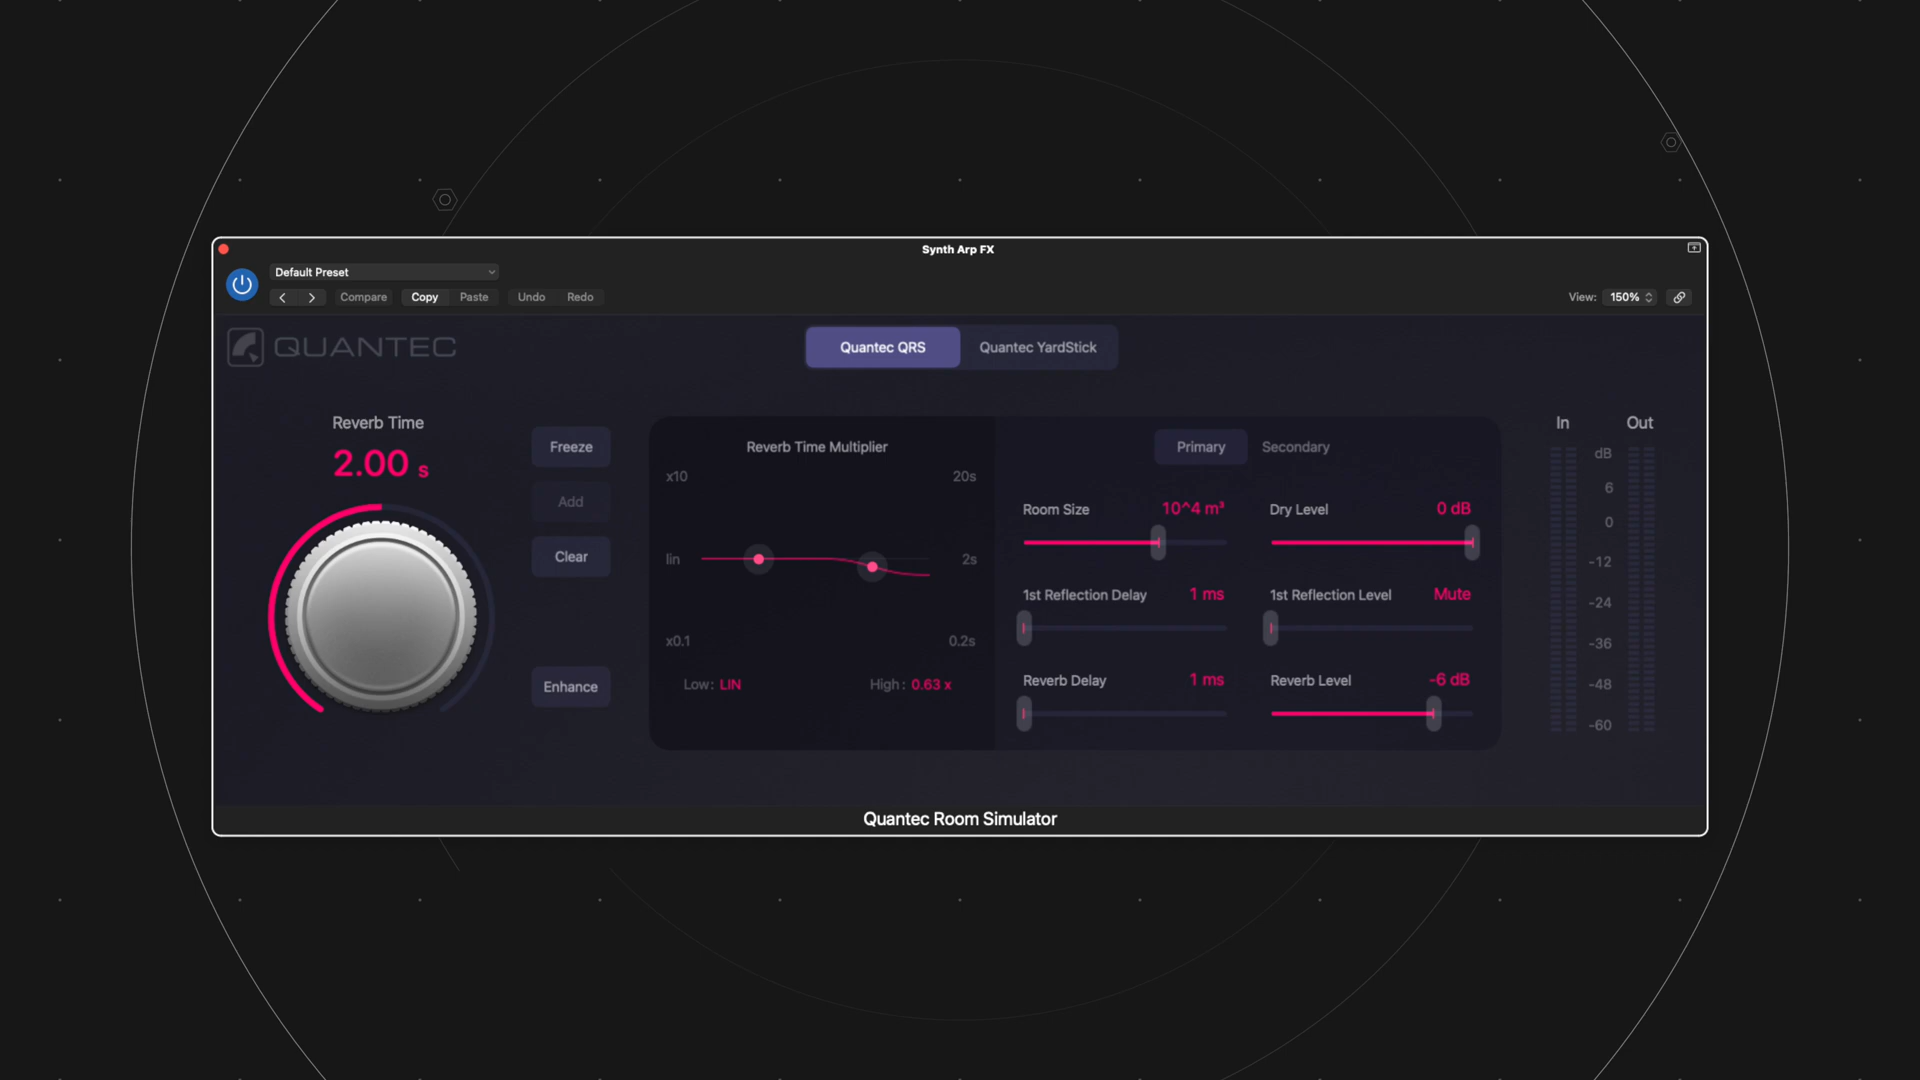 Synth Arp FX
Default Preset
Compare Copy Paste Undo Redo
View: 150%
QUANTEC
Quantec QRS Quantec YardStick
Reverb Time
2.00 s
Freeze
Add
Clear
Enhance
Reverb Time Multiplier
x10 20s
lin 2s
x0.1 0.2s
Low: LIN High: 0.63 x
Primary Secondary
Room Size 10^4 m³ Dry Level 0 dB
1st Reflection Delay 1 ms 1st Reflection Level Mute
Reverb Delay 1 ms Reverb Level -6 dB
In Out
dB
6
0
-12
-24
-36
-48
-60
Quantec Room Simulator